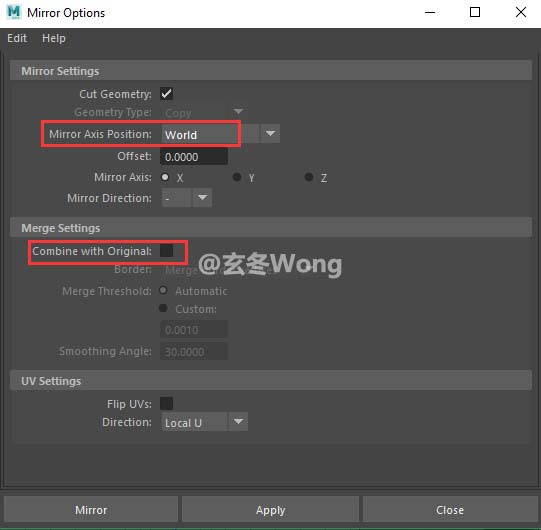 Mirror Options
Edit Help
Mirror Settings
Cut Geometry:
Geometry Type: Copy
Mirror Axis Position: World
Offset: 0.0000
Mirror Axis: X Y Z
Mirror Direction: -
Merge Settings
Combine with Original:
@玄冬Wong
Border: Merge
Merge Threshold: Automatic
Custom:
0.0010
Smoothing Angle: 30.0000
UV Settings
Flip UVs:
Direction: Local U
Mirror Apply Close